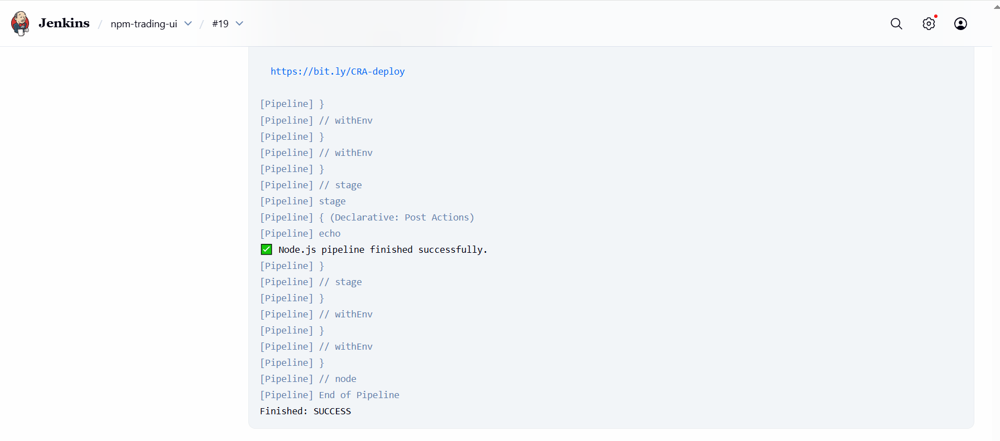 Jenkins / npm-trading-ui / #19
https://bit.ly/CRA-deploy
[Pipeline] }
[Pipeline] // withEnv
[Pipeline] }
[Pipeline] // withEnv
[Pipeline] }
[Pipeline] // stage
[Pipeline] stage
[Pipeline] { (Declarative: Post Actions)
[Pipeline] echo
✅ Node.js pipeline finished successfully.
[Pipeline] }
[Pipeline] // stage
[Pipeline] }
[Pipeline] // withEnv
[Pipeline] }
[Pipeline] // withEnv
[Pipeline] }
[Pipeline] // node
[Pipeline] End of Pipeline
Finished: SUCCESS